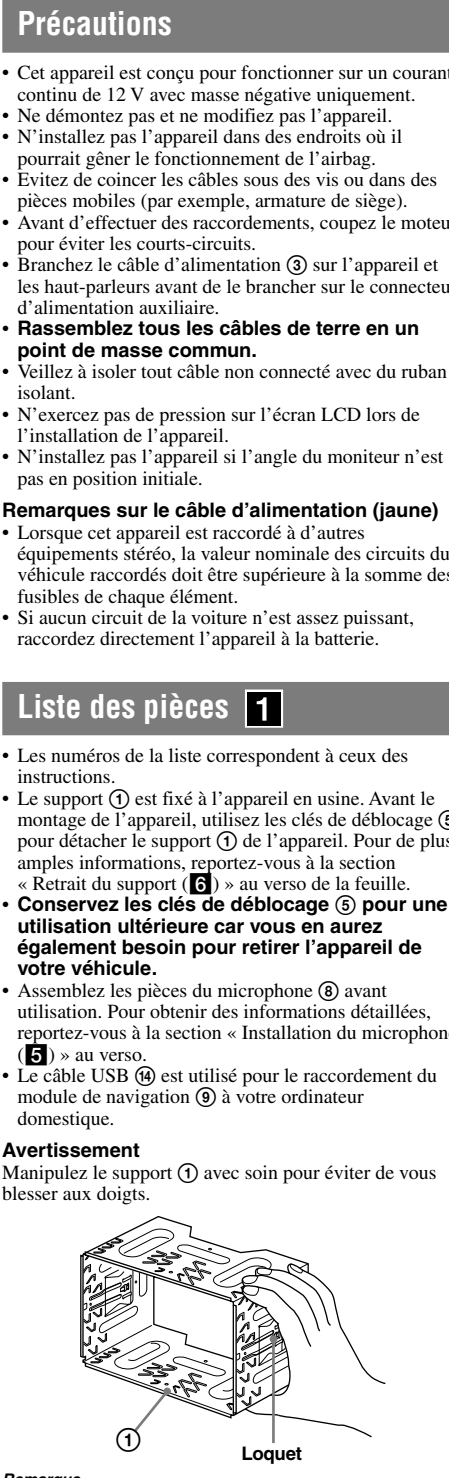 Précautions
• Cet appareil est conçu pour fonctionner sur un courant
continu de 12 V avec masse négative uniquement.
• Ne démontez pas et ne modifiez pas l'appareil.
• N'installez pas l'appareil dans des endroits où il
pourrait gêner le fonctionnement de l'airbag.
• Evitez de coincer les câbles sous des vis ou dans des
pièces mobiles (par exemple, armature de siège).
• Avant d'effectuer des raccordements, coupez le moteu
pour éviter les courts-circuits.
• Branchez le câble d'alimentation ③ sur l'appareil et
les haut-parleurs avant de le brancher sur le connecteu
d'alimentation auxiliaire.
• Rassemblez tous les câbles de terre en un
point de masse commun.
• Veillez à isoler tout câble non connecté avec du ruban
isolant.
• N'exercez pas de pression sur l'écran LCD lors de
l'installation de l'appareil.
• N'installez pas l'appareil si l'angle du moniteur n'est
pas en position initiale.
Remarques sur le câble d'alimentation (jaune)
• Lorsque cet appareil est raccordé à d'autres
équipements stéréo, la valeur nominale des circuits du
véhicule raccordés doit être supérieure à la somme des
fusibles de chaque élément.
• Si aucun circuit de la voiture n'est assez puissant,
raccordez directement l'appareil à la batterie.
Liste des pièces 1
• Les numéros de la liste correspondent à ceux des
instructions.
• Le support ① est fixé à l'appareil en usine. Avant le
montage de l'appareil, utilisez les clés de déblocage ⑤
pour détacher le support ① de l'appareil. Pour de plus
amples informations, reportez-vous à la section
« Retrait du support (6) » au verso de la feuille.
• Conservez les clés de déblocage ⑤ pour une
utilisation ultérieure car vous en aurez
également besoin pour retirer l'appareil de
votre véhicule.
• Assemblez les pièces du microphone ⑧ avant
utilisation. Pour obtenir des informations détaillées,
reportez-vous à la section « Installation du microphone
(5) » au verso.
• Le câble USB ⑭ est utilisé pour le raccordement du
module de navigation ⑨ à votre ordinateur
domestique.
Avertissement
Manipulez le support ① avec soin pour éviter de vous
blesser aux doigts.
①
Loquet
Remarque